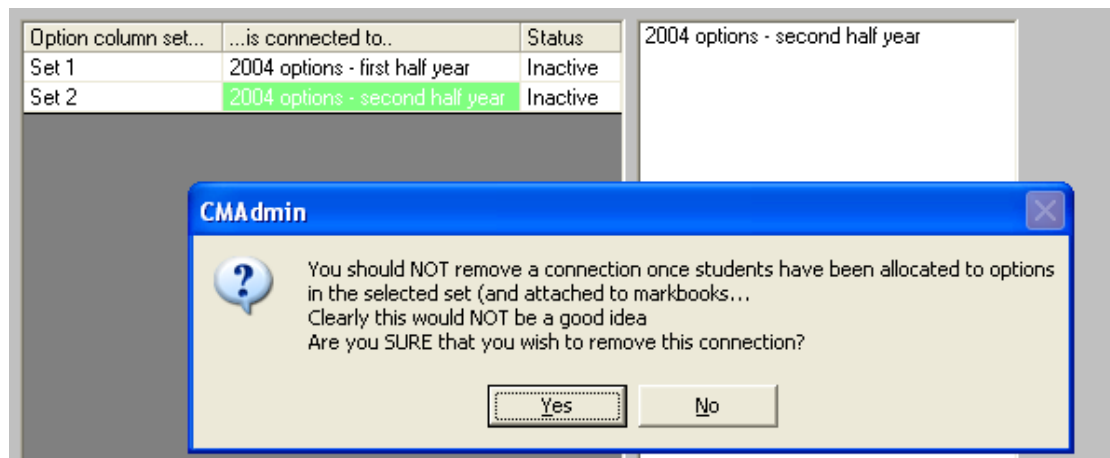 Option column set... ...is connected to.. Status
Set 1 2004 options - first half year Inactive
Set 2 2004 options - second half year Inactive
2004 options - second half year
CMAdmin
You should NOT remove a connection once students have been allocated to options
in the selected set (and attached to markbooks...
Clearly this would NOT be a good idea
Are you SURE that you wish to remove this connection?
Yes No